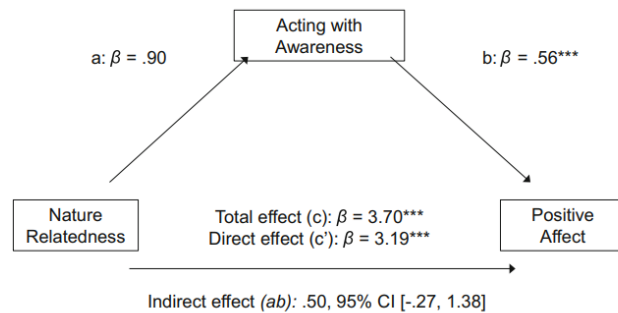 Acting with
Awareness
a: β = .90
b: β = .56***
Nature
Relatedness
Total effect (c): β = 3.70***
Direct effect (c'): β = 3.19***
Positive
Affect
Indirect effect (ab): .50, 95% CI [-.27, 1.38]